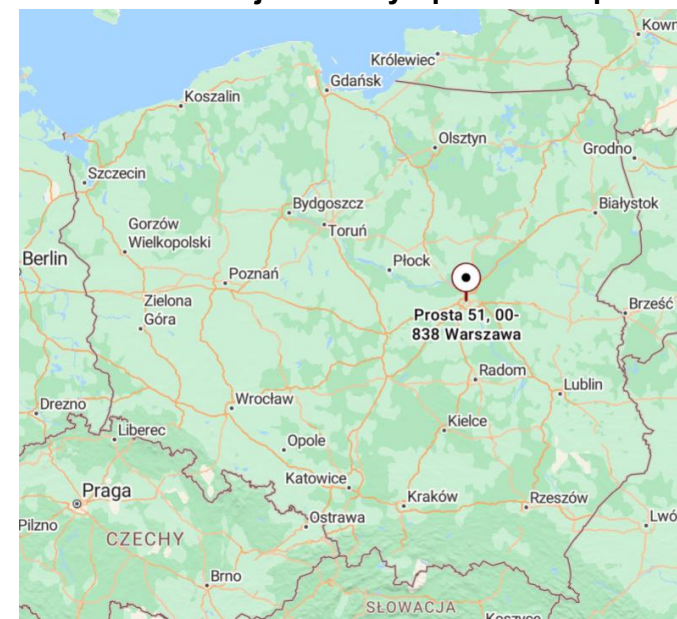 Kown
Królewiec
Gdańsk
Koszalin
Olsztyn
Grodno
Szczecin
Bydgoszcz
Białystok
Gorzów
Wielkopolski
Toruń
Berlin
Płock
Poznań
Zielona
Góra
Brześć
Prosta 51, 00-
838 Warszawa
Radom
Lublin
Drezno
Wrocław
Kielce
Liberec
Opole
Katowice
Praga
Kraków
Rzeszów
Pilzno
Ostrawa
Lwó
CZECHY
Brno
SŁOWACJA